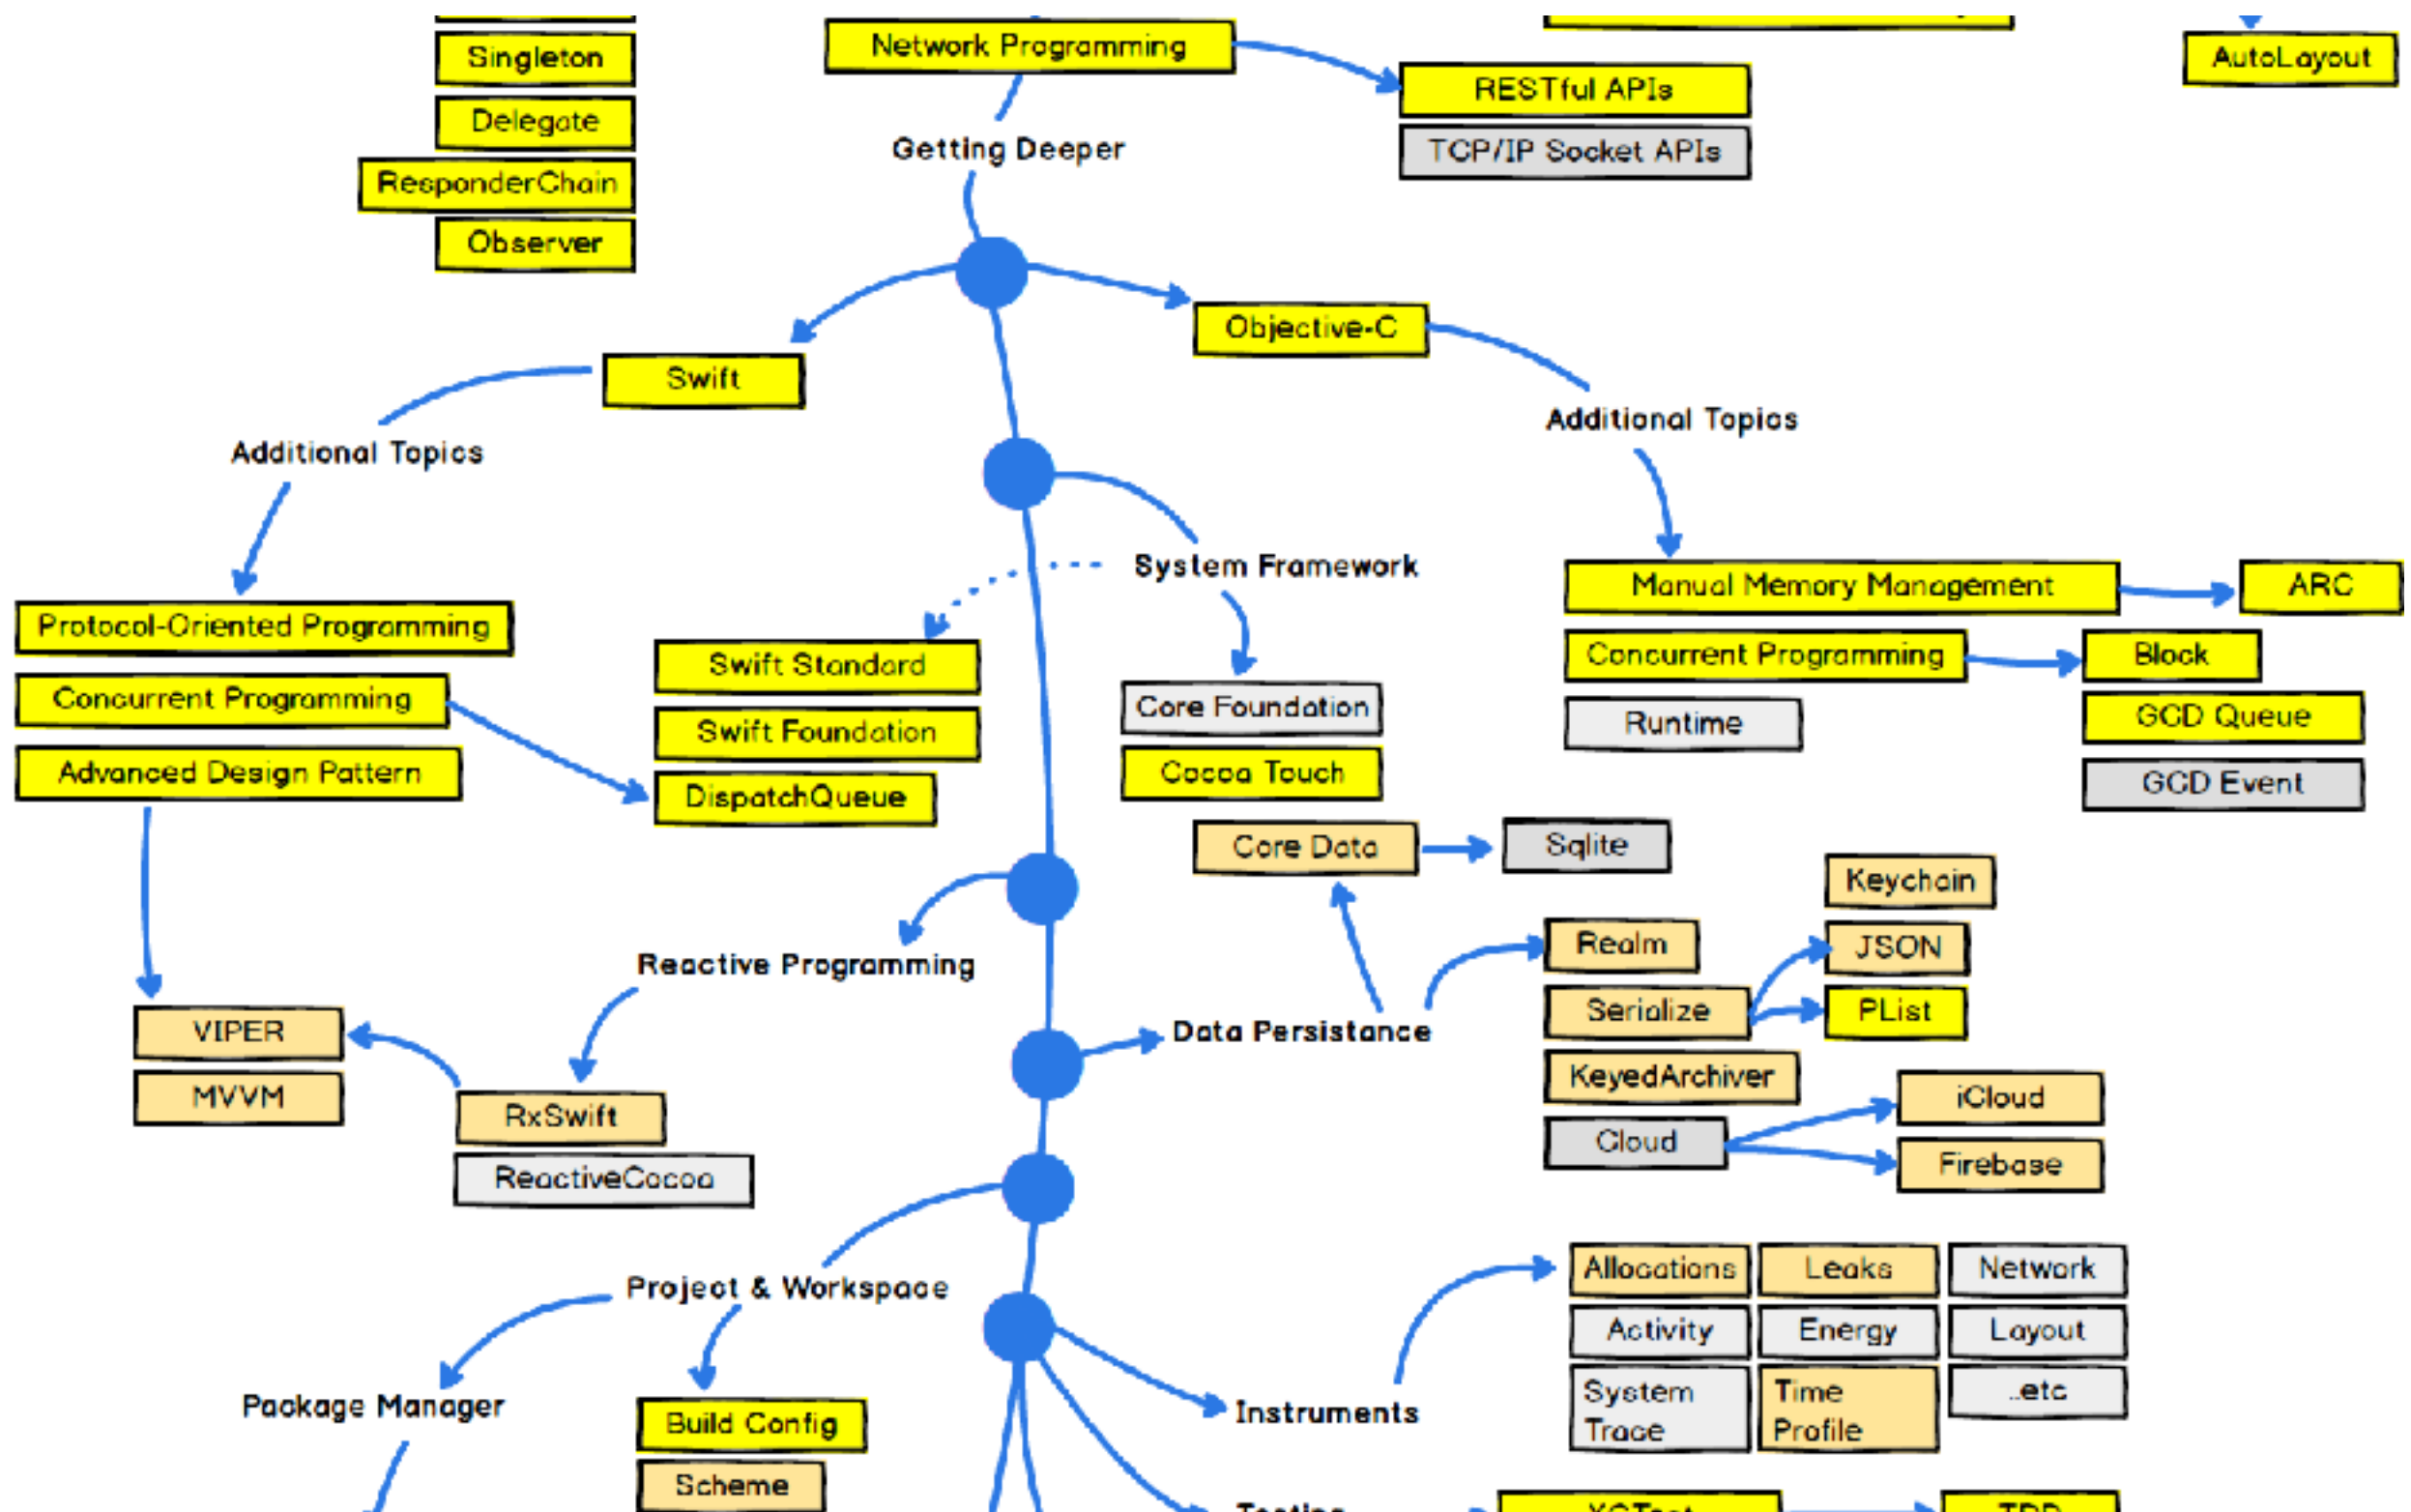 Singleton
Delegate
ResponderChain
Observer
Network Programming
RESTful APIs
TCP/IP Socket APIs
AutoLayout
Getting Deeper
Objective-C
Swift
Additional Topics
Additional Topics
System Framework
Manual Memory Management
ARC
Protocol-Oriented Programming
Concurrent Programming
Advanced Design Pattern
Swift Standard
Swift Foundation
DispatchQueue
Core Foundation
Cocoa Touch
Concurrent Programming
Block
Runtime
GCD Queue
GCD Event
Core Data
Sqlite
Keychain
Realm
JSON
Serialize
PList
KeyedArchiver
Cloud
iCloud
Firebase
Reactive Programming
Data Persistance
VIPER
MVVM
RxSwift
ReactiveCocoa
Project & Workspace
Allocations
Leaks
Network
Activity
Energy
Layout
System
Trace
Time
Profile
..etc
Package Manager
Build Config
Scheme
Instruments